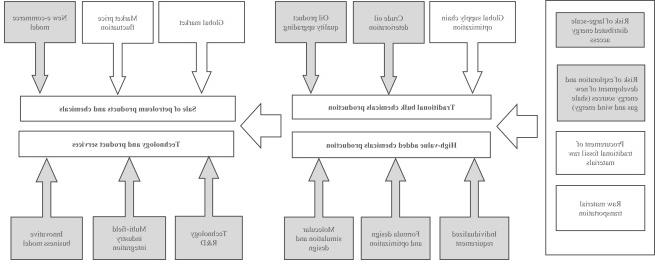 New e-commerce
model
Market price
fluctuation
Global market
Oil product
quality upgrading
Crude oil
deterioration
Global supply chain
optimization
Risk of large-scale
distributed energy
access
Sale of petroleum products and chemicals
Traditional bulk chemicals production
Risk of exploration and
development of new
energy sources (shale
gas and wind energy)
Technology and product services
High-value added chemicals production
Procurement of
traditional fossil raw
materials
Raw material
transportation
Innovative
business model
Multi-field
industry
integration
Technology
R&D
Molecular
simulation and
design
Formula design
and optimization
Individualized
requirement